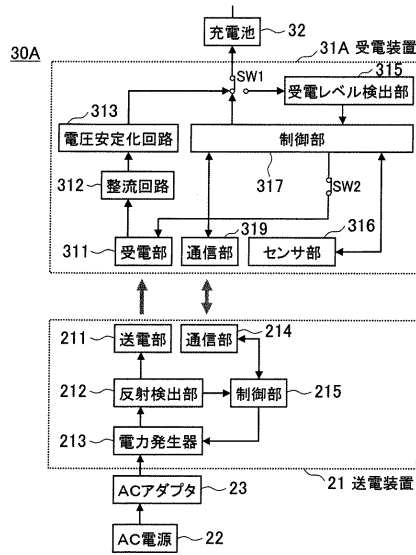 充電池 32
31A 受電装置
30A
SW1
315
受電レベル検出部
313
電圧安定化回路
制御部
317
312
整流回路
SW2
311
受電部
319
通信部
316
センサ部
211
送電部
214
通信部
212
反射検出部
制御部
215
213
電力発生器
21 送電装置
ACアダプタ
23
AC電源
22